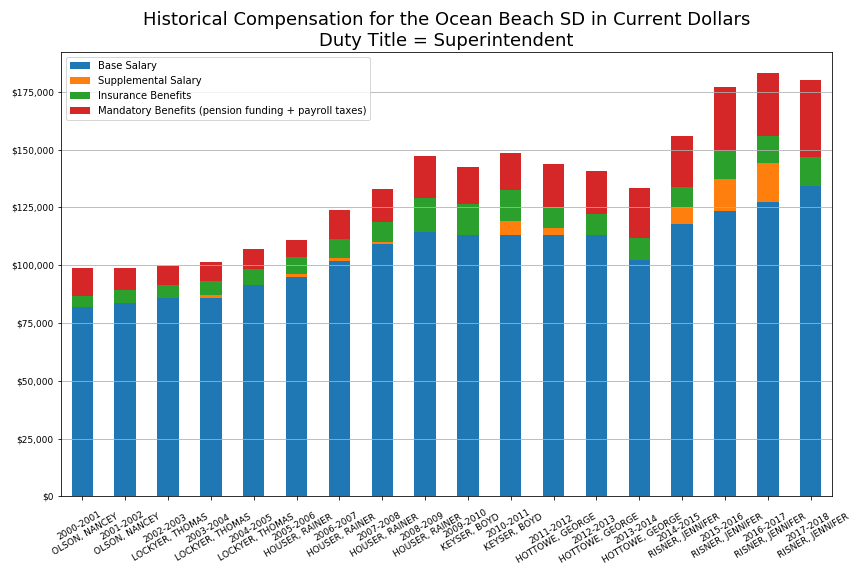 Historical Compensation for the Ocean Beach SD in Current Dollars
Duty Title = Superintendent
Base Salary
Supplemental Salary
Insurance Benefits
Mandatory Benefits (pension funding + payroll taxes)
$175,000
$150,000
$125,000
$100,000
$75,000
$50,000
$25,000
$0
2000-2001
OLSON, NANCY
2001-2002
OLSON, NANCY
2002-2003
LOCKYER, THOMAS
2003-2004
LOCKYER, THOMAS
2004-2005
LOCKYER, THOMAS
2005-2006
HOUSER, RAINER
2006-2007
HOUSER, RAINER
2007-2008
HOUSER, RAINER
2008-2009
HOUSER, RAINER
2009-2010
KEYSER, BOYD
2010-2011
KEYSER, BOYD
2011-2012
HOTTOWE, GEORGE
2012-2013
HOTTOWE, GEORGE
2013-2014
HOTTOWE, GEORGE
2014-2015
RISNER, JENNIFER
2015-2016
RISNER, JENNIFER
2016-2017
RISNER, JENNIFER
2017-2018
RISNER, JENNIFER